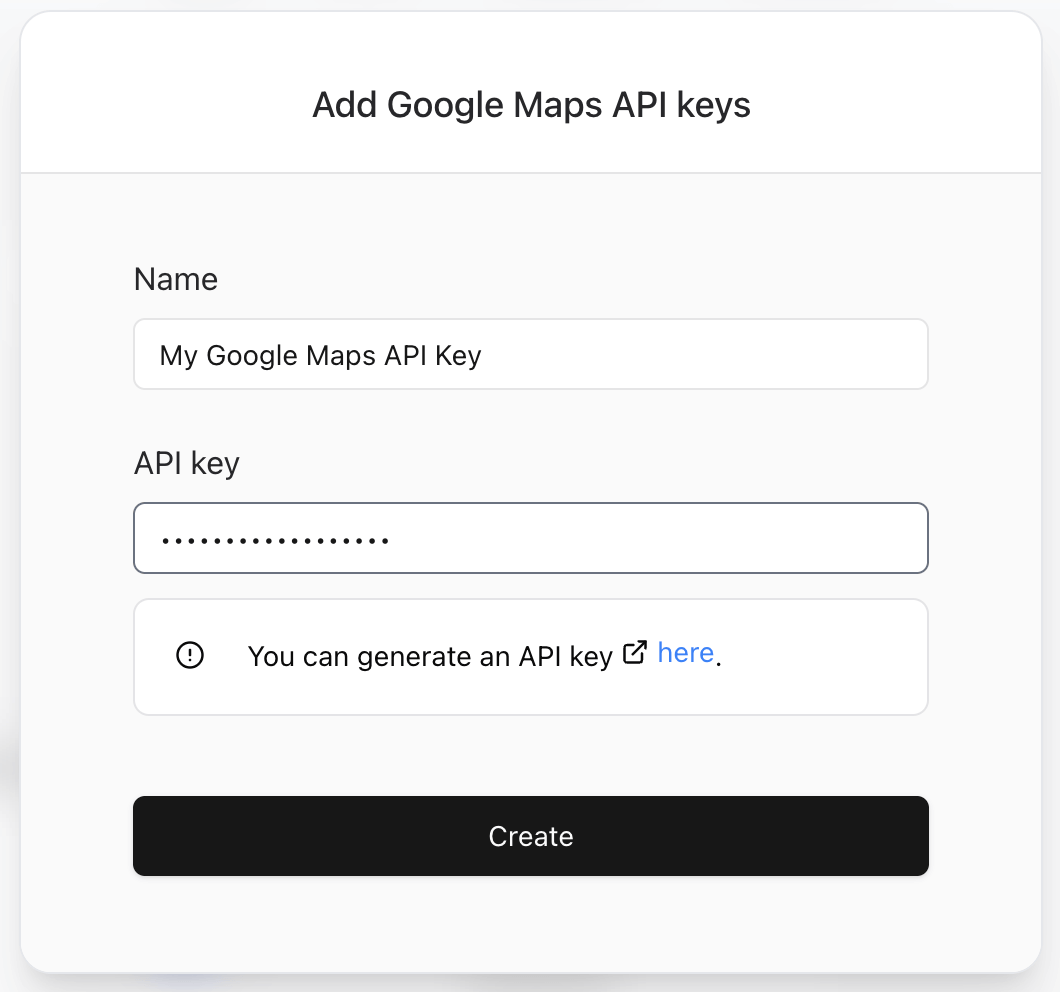 Add Google Maps API keys
Name
My Google Maps API Key
API key
••••••••••••••••••
You can generate an API key here.
Create